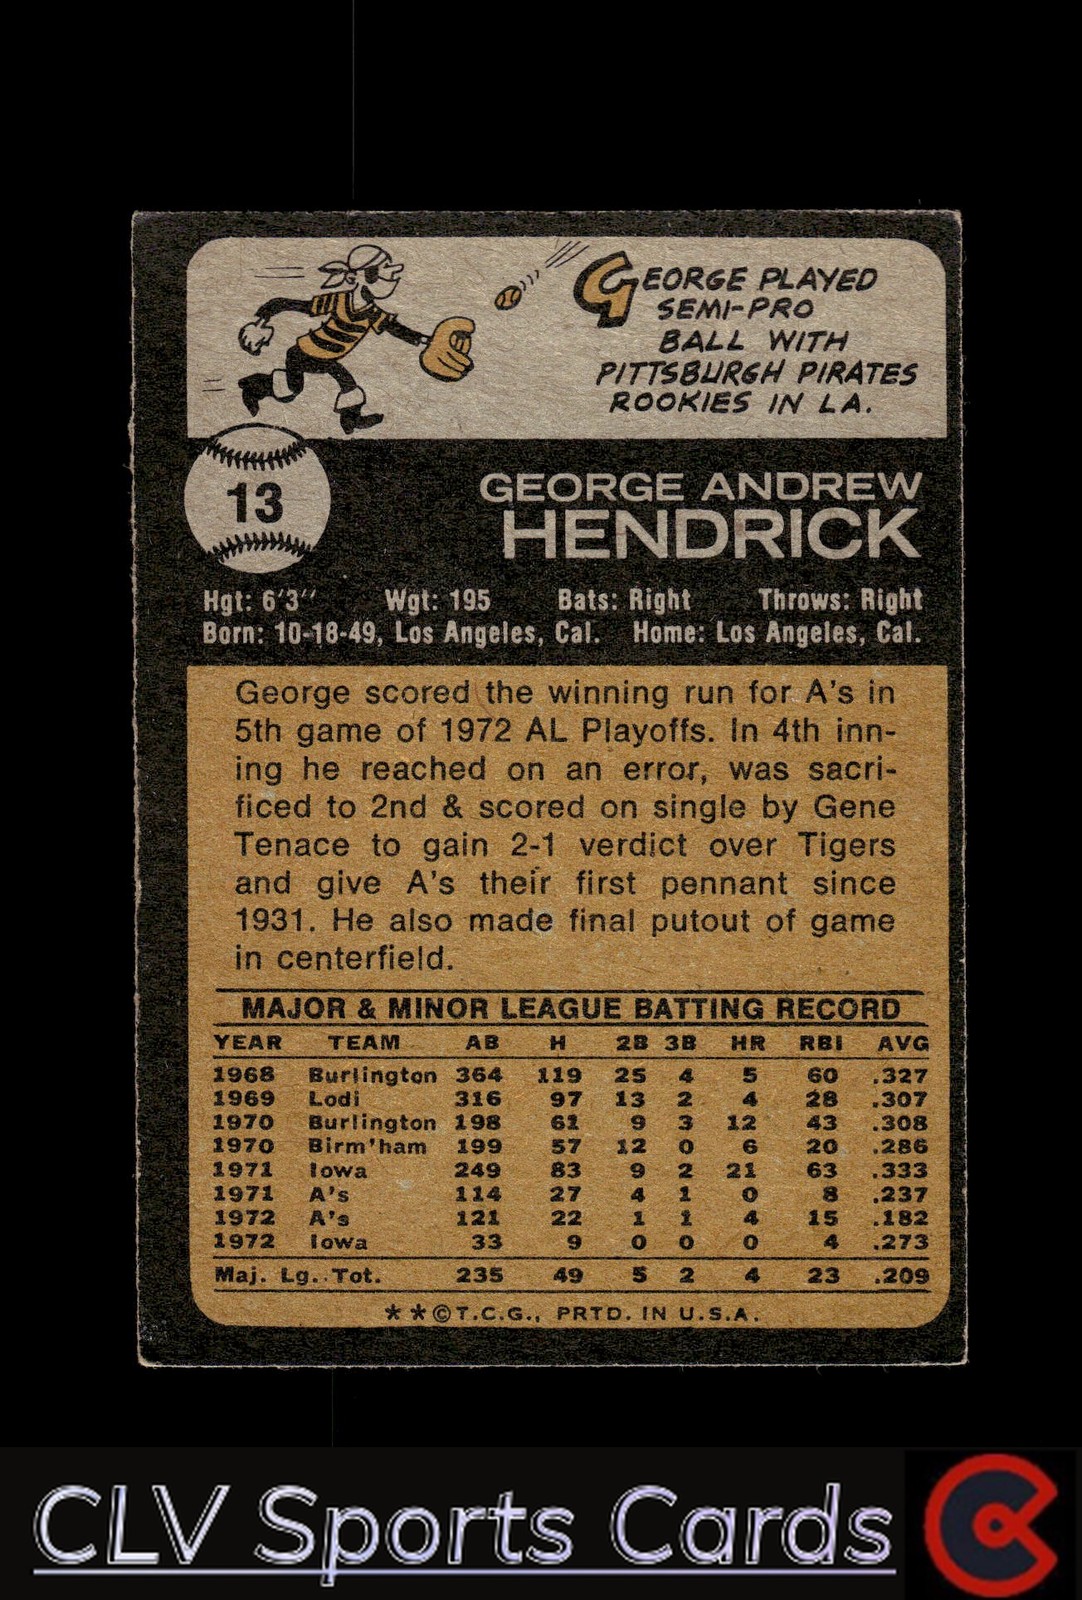 GEORGE PLAYED
SEMI-PRO
BALL WITH
PITTSBURGH PIRATES
ROOKIES IN L.A.
13
GEORGE ANDREW
HENDRICK
Hgt: 6'3" Wgt: 195 Bats: Right Throws: Right
Born: 10-18-49, Los Angeles, Cal. Home: Los Angeles, Cal.
George scored the winning run for A's in
5th game of 1972 AL Playoffs. In 4th inn-
ing he reached on an error, was sacri-
ficed to 2nd & scored on single by Gene
Tenace to gain 2-1 verdict over Tigers
and give A's their first pennant since
1931. He also made final putout of game
in centerfield.
MAJOR & MINOR LEAGUE BATTING RECORD
YEAR TEAM AB H 2B 3B HR RBI AVG
1968 Burlington 364 119 25 4 5 60 .327
1969 Lodi 316 97 13 2 4 28 .307
1970 Burlington 198 61 9 3 12 43 .308
1970 Birm'ham 199 57 12 0 6 20 .286
1971 Iowa 249 83 9 2 21 63 .333
1971 A's 114 27 4 1 0 8 .237
1972 A's 121 22 1 1 4 15 .182
1972 Iowa 33 9 0 0 0 4 .273
Maj. Lg. Tot. 235 49 5 2 4 23 .209
**©T.C.G., PRTD. IN U.S.A.
CLV Sports Cards